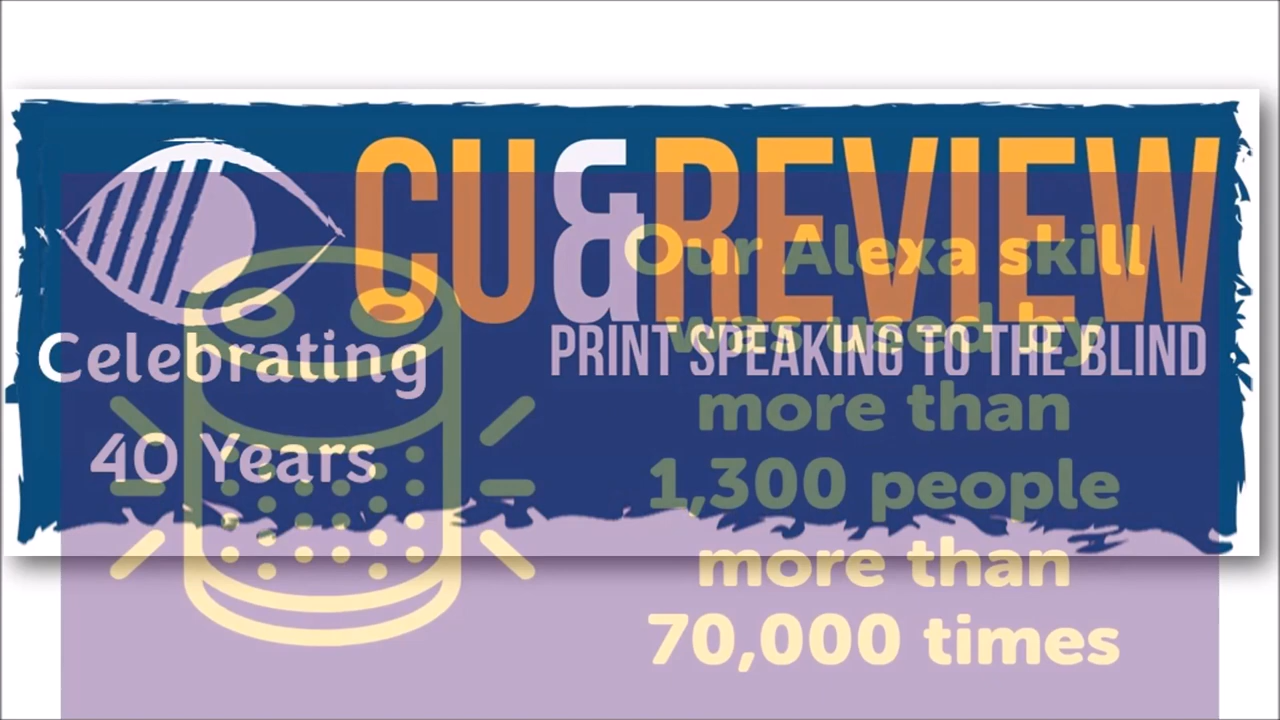 CU&REVIEW
PRINT SPEAKING TO THE BLIND
Celebrating
40 Years
Our Alexa skill
was used by
more than
1,300 people
more than
70,000 times